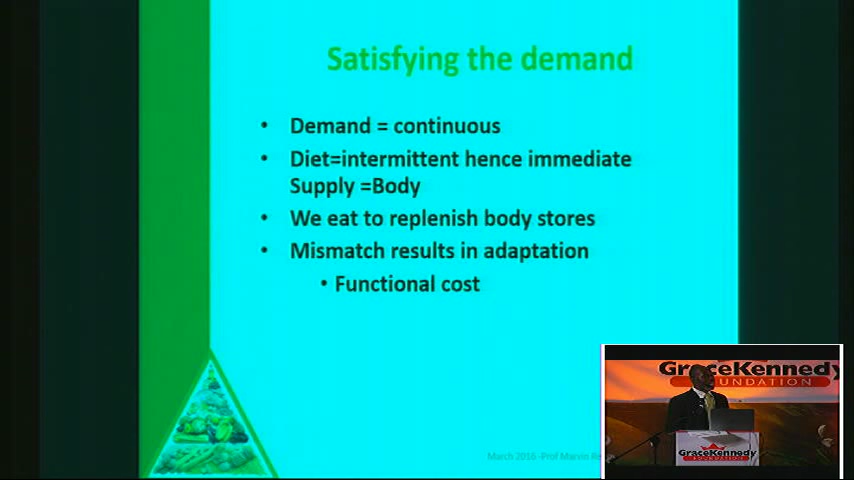 Satisfying the demand
• Demand = continuous
• Diet=intermittent hence immediate
Supply =Body
• We eat to replenish body stores
• Mismatch results in adaptation
• Functional cost
March 2016 -Prof Marvin
GraceKennedy
FOUNDATION
GraceKennedy
FOUNDATION